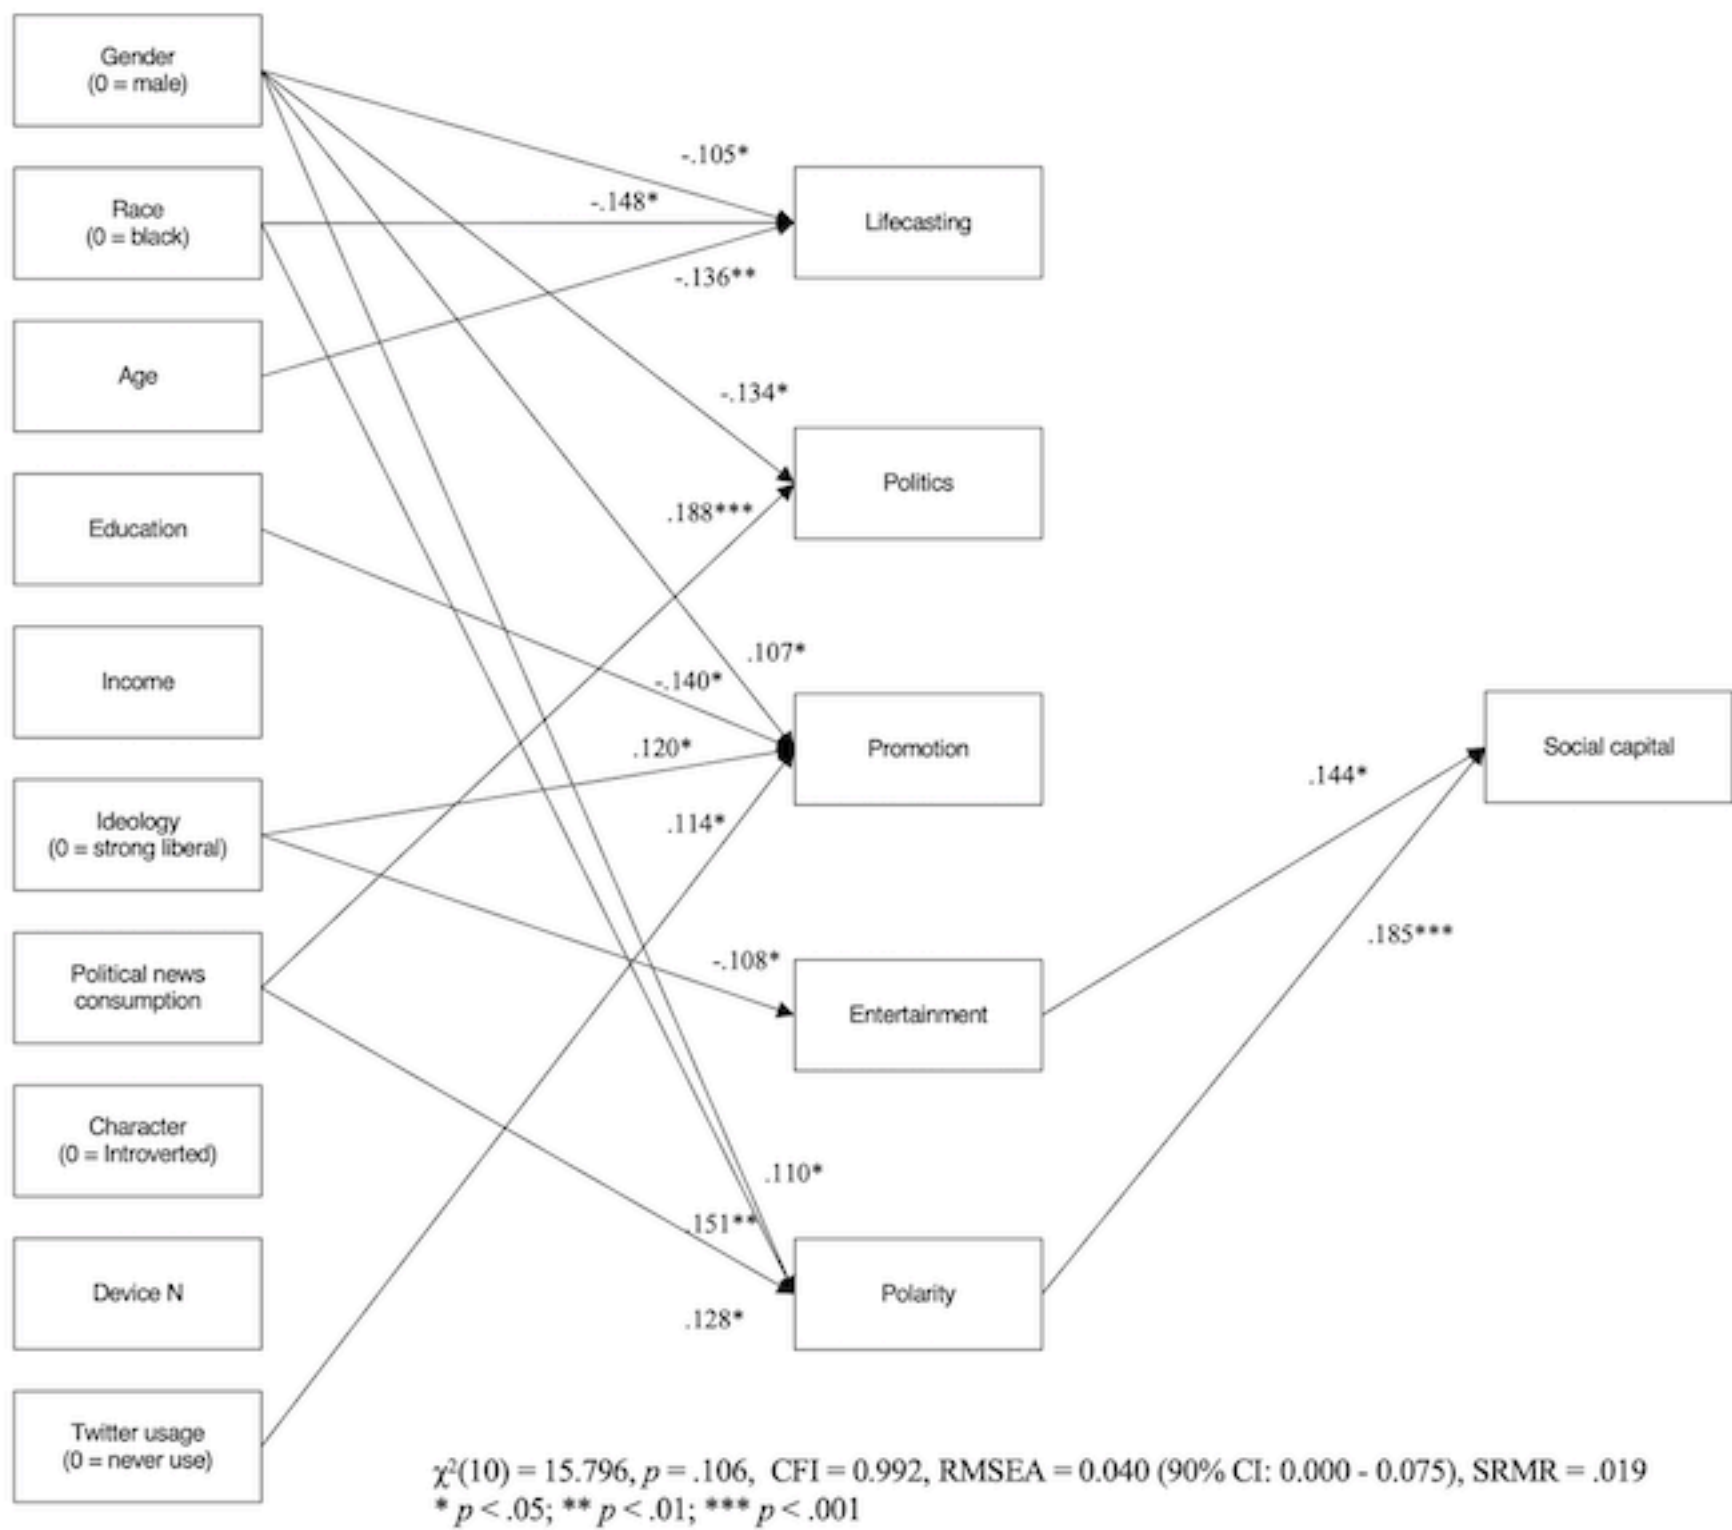 Gender
(0 = male)
Race
(0 = black)
Age
Education
Income
Ideology
(0 = strong liberal)
Political news
consumption
Character
(0 = Introverted)
Device N
Twitter usage
(0 = never use)
-.105*
-.148*
-.136**
-.134*
.188***
.107*
-.140*
.120*
.114*
-.108*
.110*
.151**
.128*
Lifecasting
Politics
Promotion
Entertainment
Polarity
.144*
.185***
Social capital
χ²(10) = 15.796, p = .106, CFI = 0.992, RMSEA = 0.040 (90% CI: 0.000 - 0.075), SRMR = .019
* p < .05; ** p < .01; *** p < .001